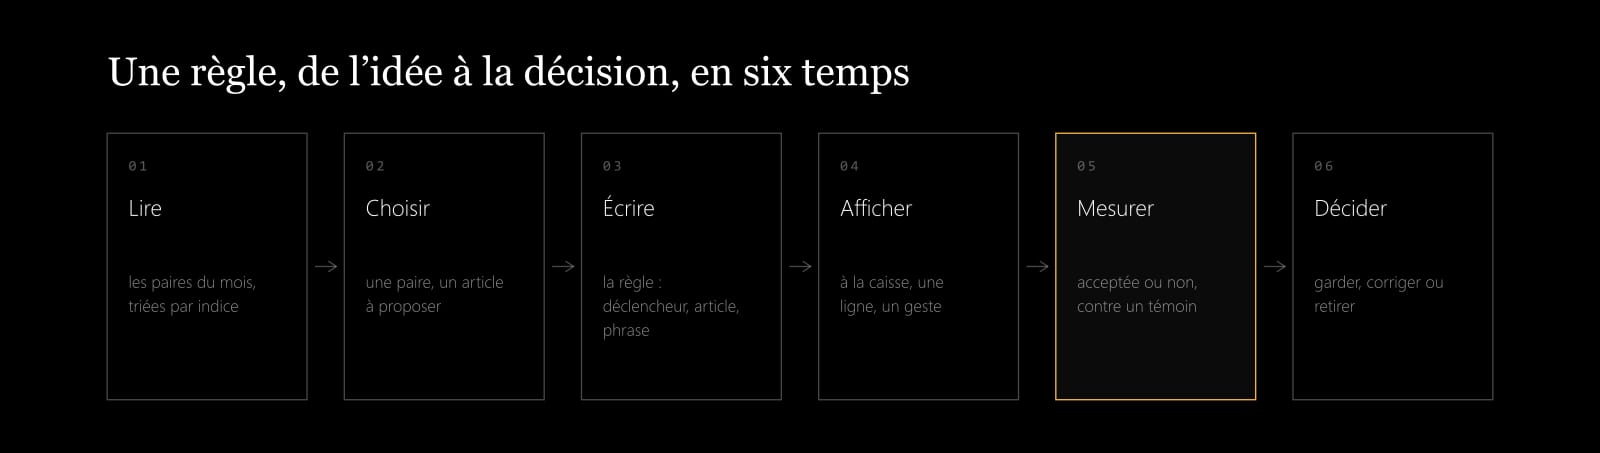 Une règle, de l’idée à la décision, en six temps
01
Lire
les paires du mois,
triées par indice
02
Choisir
une paire, un article
à proposer
03
Écrire
la règle :
déclencheur, article,
phrase
04
Afficher
à la caisse, une
ligne, un geste
05
Mesurer
acceptée ou non,
contre un témoin
06
Décider
garder, corriger ou
retirer